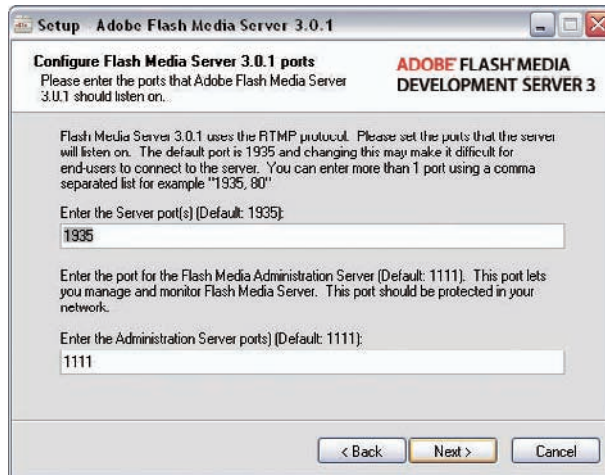 Setup - Adobe Flash Media Server 3.0.1
Configure Flash Media Server 3.0.1 ports
Please enter the ports that Adobe Flash Media Server
3.0.1 should listen on.
ADOBE® FLASH® MEDIA
DEVELOPMENT SERVER 3
Flash Media Server 3.0.1 uses the RTMP protocol. Please set the ports that the server
will listen on. The default port is 1935 and changing this may make it difficult for
end-users to connect to the server. You can enter more than 1 port using a comma
separated list for example "1935, 80"
Enter the Server port(s) (Default: 1935):
1935
Enter the port for the Flash Media Administration Server (Default: 1111). This port lets
you manage and monitor Flash Media Server. This port should be protected in your
network.
Enter the Administration Server ports) (Default: 1111):
1111
< Back
Next >
Cancel